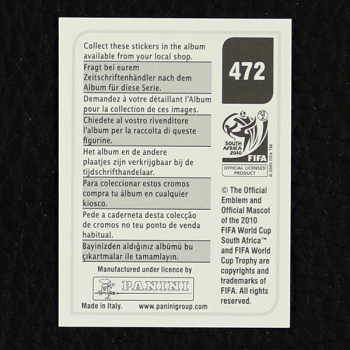 Collect these stickers in the album
available from your local shop.
Fragt bei eurem
Zeitschriftenhändler nach dem
Album für diese Serie.
Demandez à votre détaillant l'Album
pour la collection de ces images.
Chiedete al vostro rivenditore
l'album per la raccolta di queste
figurine.
Het album en de andere
plaatjes zijn verkrijgbaar bij de
tijdschrifthandelaar.
Para coleccionar estos cromos
compra tu álbum en cualquier
kiosco.
Pede a caderneta desta colecção
de cromos no teu ponto de venda
habitual.
Bayinizden aldığınız albümü bu
çıkartmalar ile tamamlayın.
Manufactured under licence by
PANINI
Made in Italy. www.paninigroup.com
472
SOUTH AFRICA
2010
FIFA
OFFICIAL LICENSED
PRODUCT
© The Official
Emblem and
Official Mascot
of the 2010
FIFA World Cup
South Africa™
and FIFA World
Cup Trophy are
copyrights and
trademarks of
FIFA. All rights
reserved.